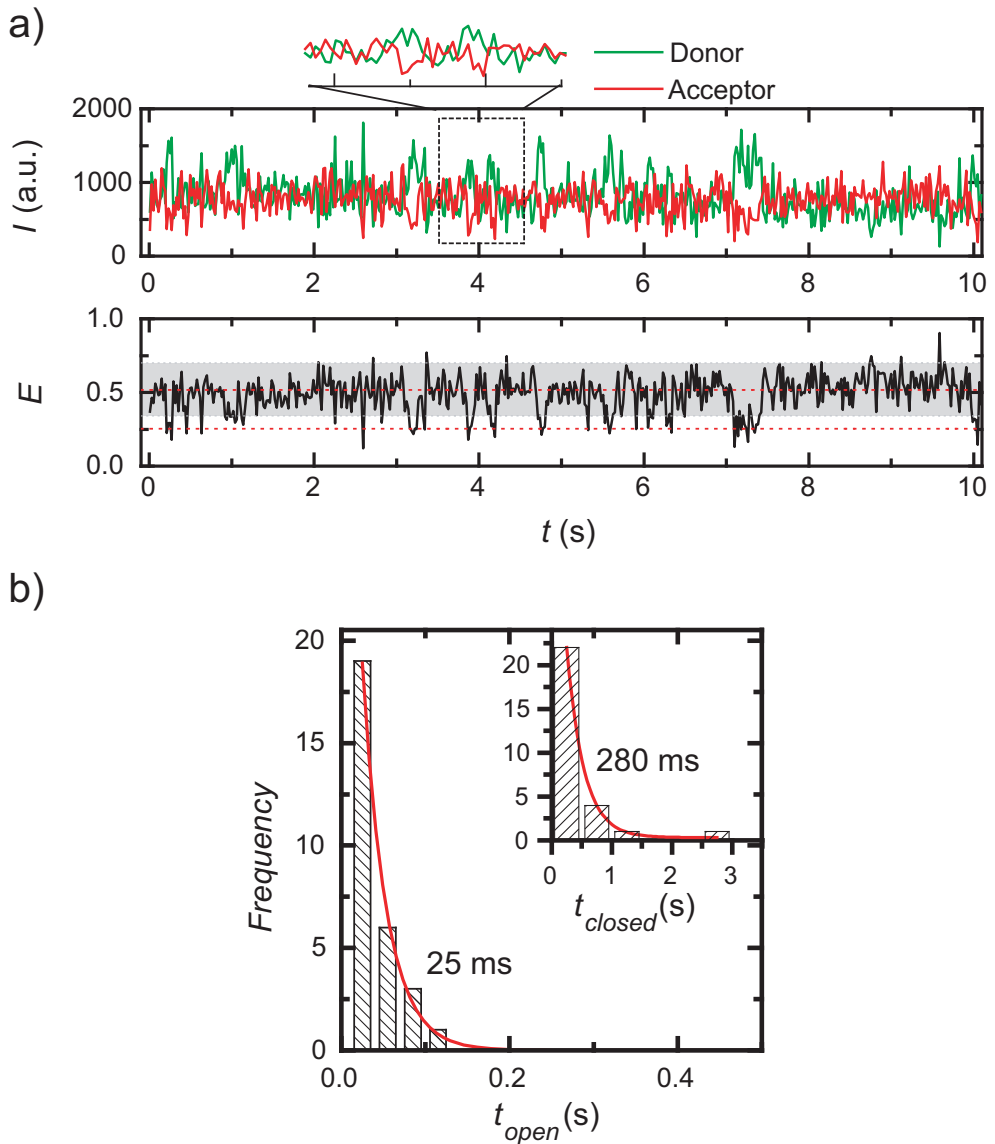 a)
Donor
Acceptor
2000
1000
0
I (a.u.)
0 2 4 6 8 10
1.0
0.5
0.0
E
0 2 4 6 8 10
t (s)
b)
20
15
10
5
0
Frequency
25 ms
0.0 0.2 0.4
t_open (s)
20
15
10
5
0
280 ms
0 1 2 3
t_closed (s)